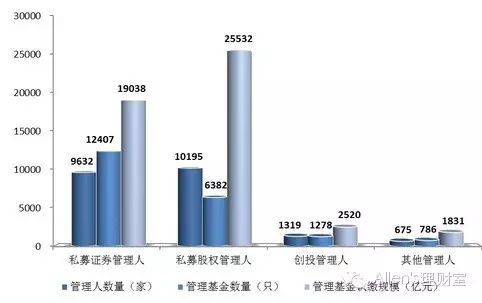 30000
25000
20000
15000
10000
5000
0
9632 12407 19038
10195 6382 25532
1319 1278 2520
675 786 1831
私募证券管理人 私募股权管理人 创投管理人 其他管理人
管理人数量（家） 管理基金数量（只） 管理基金 缴规模（亿元）
Allen's理财室